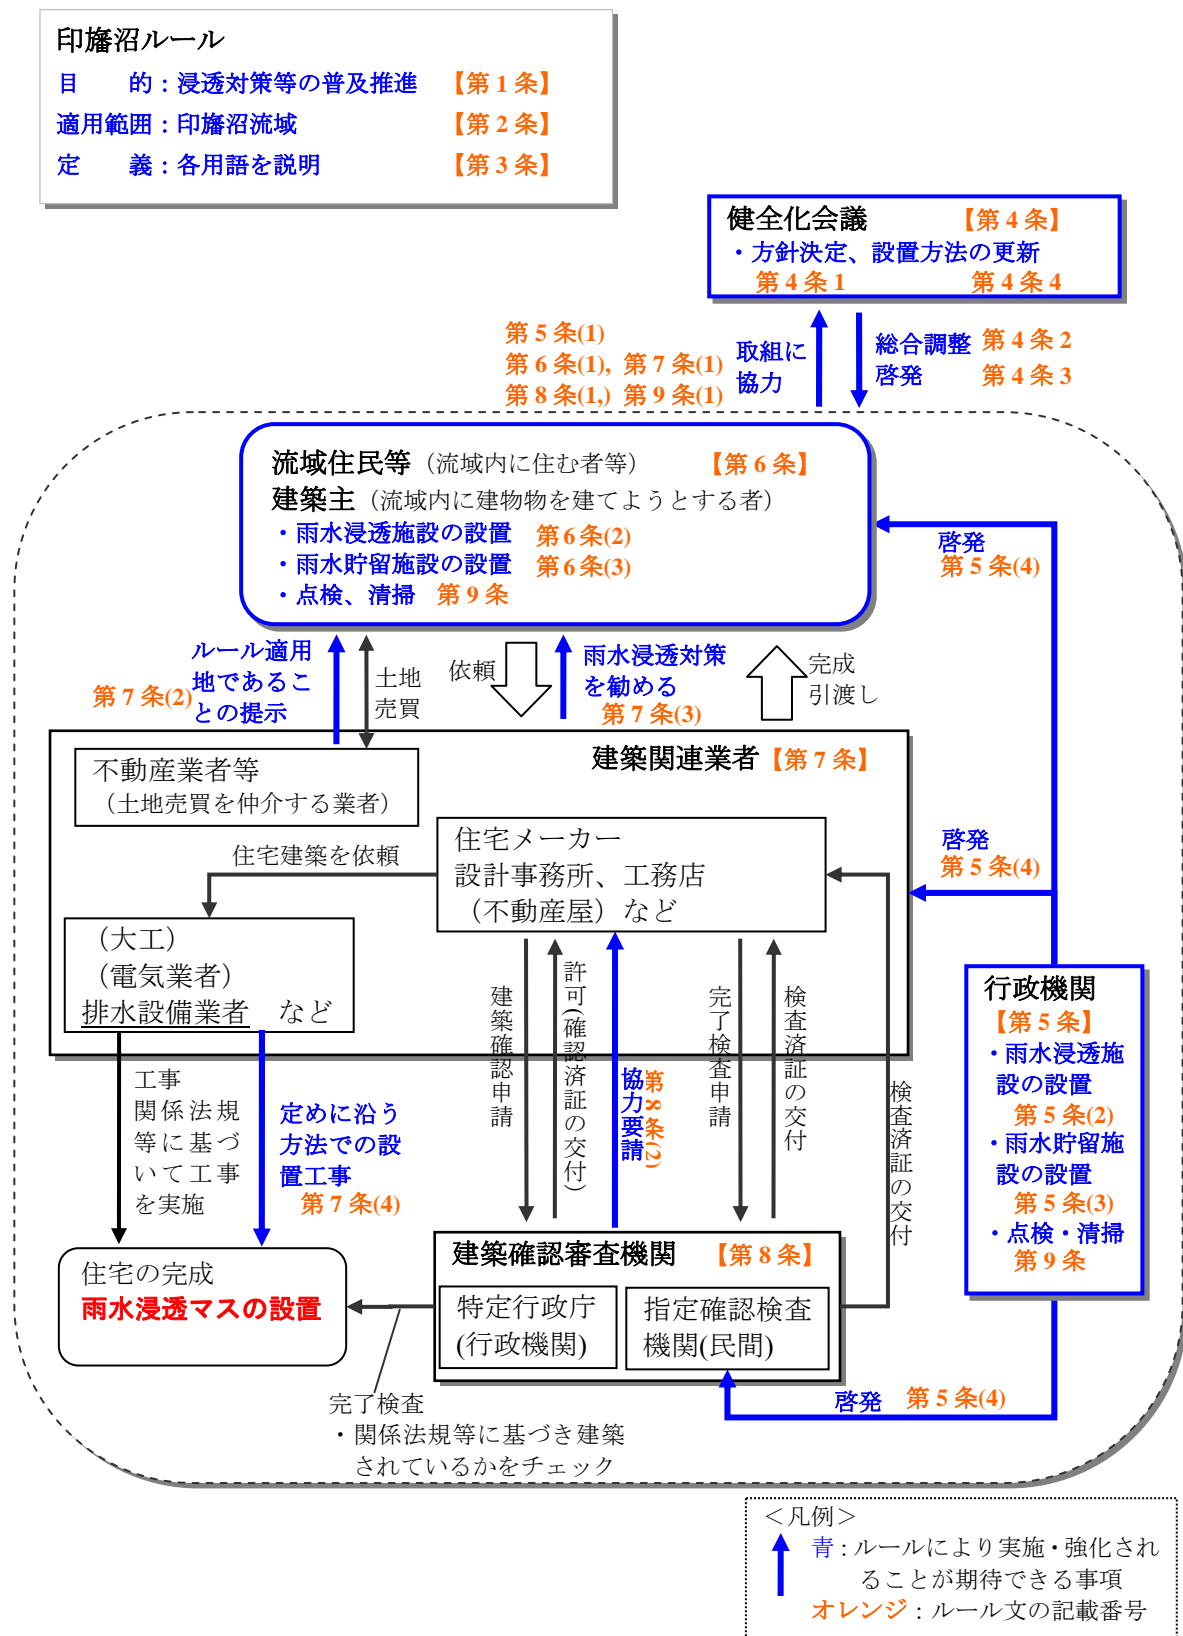 印旛沼ルール
目　　的：浸透対策等の普及推進　【第 1 条】
適用範囲：印旛沼流域　【第 2 条】
定　　義：各用語を説明　【第 3 条】
健全化会議　【第 4 条】
・方針決定、設置方法の更新
第 4 条 1　第 4 条 4
第 5 条(1)
第 6 条(1), 第 7 条(1)
第 8 条(1,) 第 9 条(1)
取組に
協力
総合調整 第 4 条 2
啓発 第 4 条 3
流域住民等（流域内に住む者等）　【第 6 条】
建築主（流域内に建物物を建てようとする者）
・雨水浸透施設の設置　第 6 条(2)
・雨水貯留施設の設置　第 6 条(3)
・点検、清掃　第 9 条
啓発
第 5 条(4)
ルール適用
地であるこ
との提示
第 7 条(2)
土地
売買
依頼
雨水浸透対策
を勧める
第 7 条(3)
完成
引渡し
建築関連業者【第 7 条】
不動産業者等
（土地売買を仲介する業者）
住宅メーカー
設計事務所、工務店
（不動産屋）など
住宅建築を依頼
啓発
第 5 条(4)
（大工）
（電気業者）
排水設備業者　など
建築確認申請
許可(確認済証の交付)
協力要請
第 8 条(2)
完了検査申請
検査済証の交付
検査済証の交付
行政機関
【第 5 条】
・雨水浸透施
設の設置
第 5 条(2)
・雨水貯留施
設の設置
第 5 条(3)
・点検・清掃
第 9 条
工事
関係法規
等に基づ
いて工事
を実施
定めに沿う
方法での設
置工事
第 7 条(4)
住宅の完成
雨水浸透マスの設置
建築確認審査機関　【第 8 条】
特定行政庁
(行政機関)
指定確認検査
機関(民間)
完了検査
・関係法規等に基づき建築
されているかをチェック
啓発　第 5 条(4)
＜凡例＞
青：ルールにより実施・強化され
ることが期待できる事項
オレンジ：ルール文の記載番号